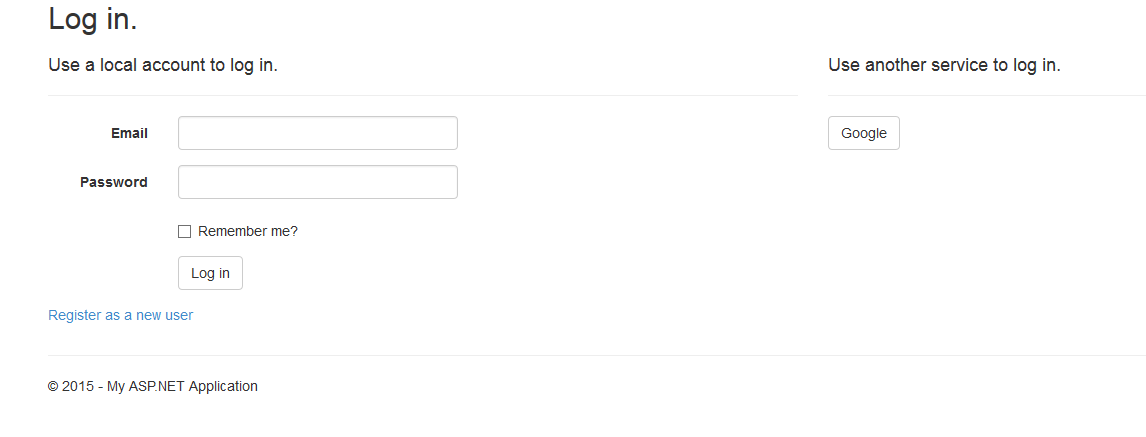 Log in.
Use a local account to log in.
Email
Password
Remember me?
Log in
Register as a new user
Use another service to log in.
Google
© 2015 - My ASP.NET Application